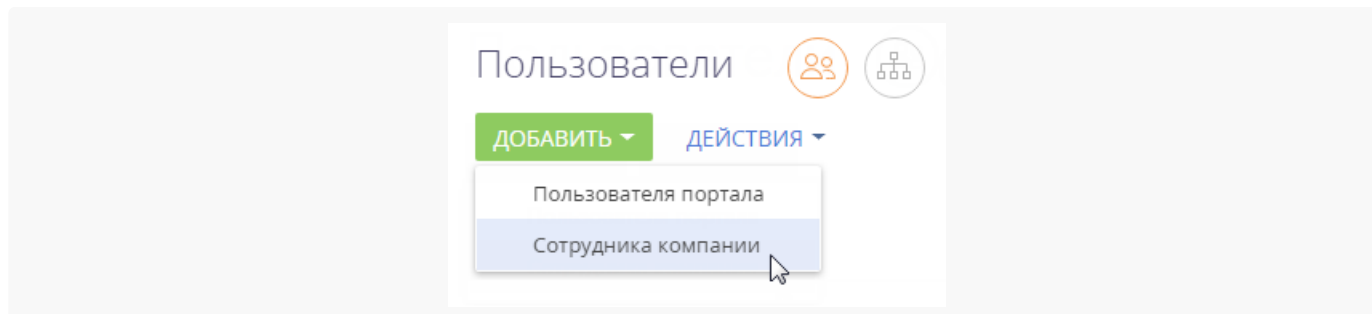 Пользователи
ДОБАВИТЬ ДЕЙСТВИЯ
Пользователя портала
Сотрудника компании